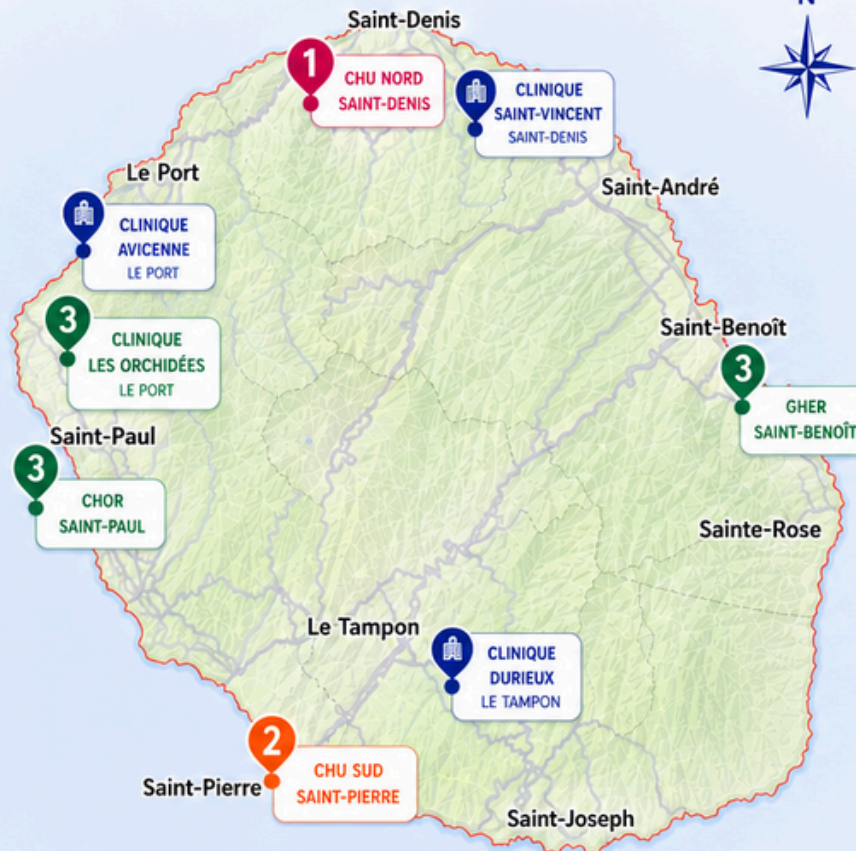 N
Saint-Denis
1
CHU NORD
SAINT-DENIS
CLINIQUE
SAINT-VINCENT
SAINT-DENIS
Le Port
Saint-André
CLINIQUE
AVICENNE
LE PORT
3
CLINIQUE
LES ORCHIDÉES
LE PORT
Saint-Benoît
3
GHER
SAINT-BENOÎT
Saint-Paul
3
CHOR
SAINT-PAUL
Sainte-Rose
Le Tampon
CLINIQUE
DURIEUX
LE TAMPON
2
CHU SUD
SAINT-PIERRE
Saint-Pierre
Saint-Joseph